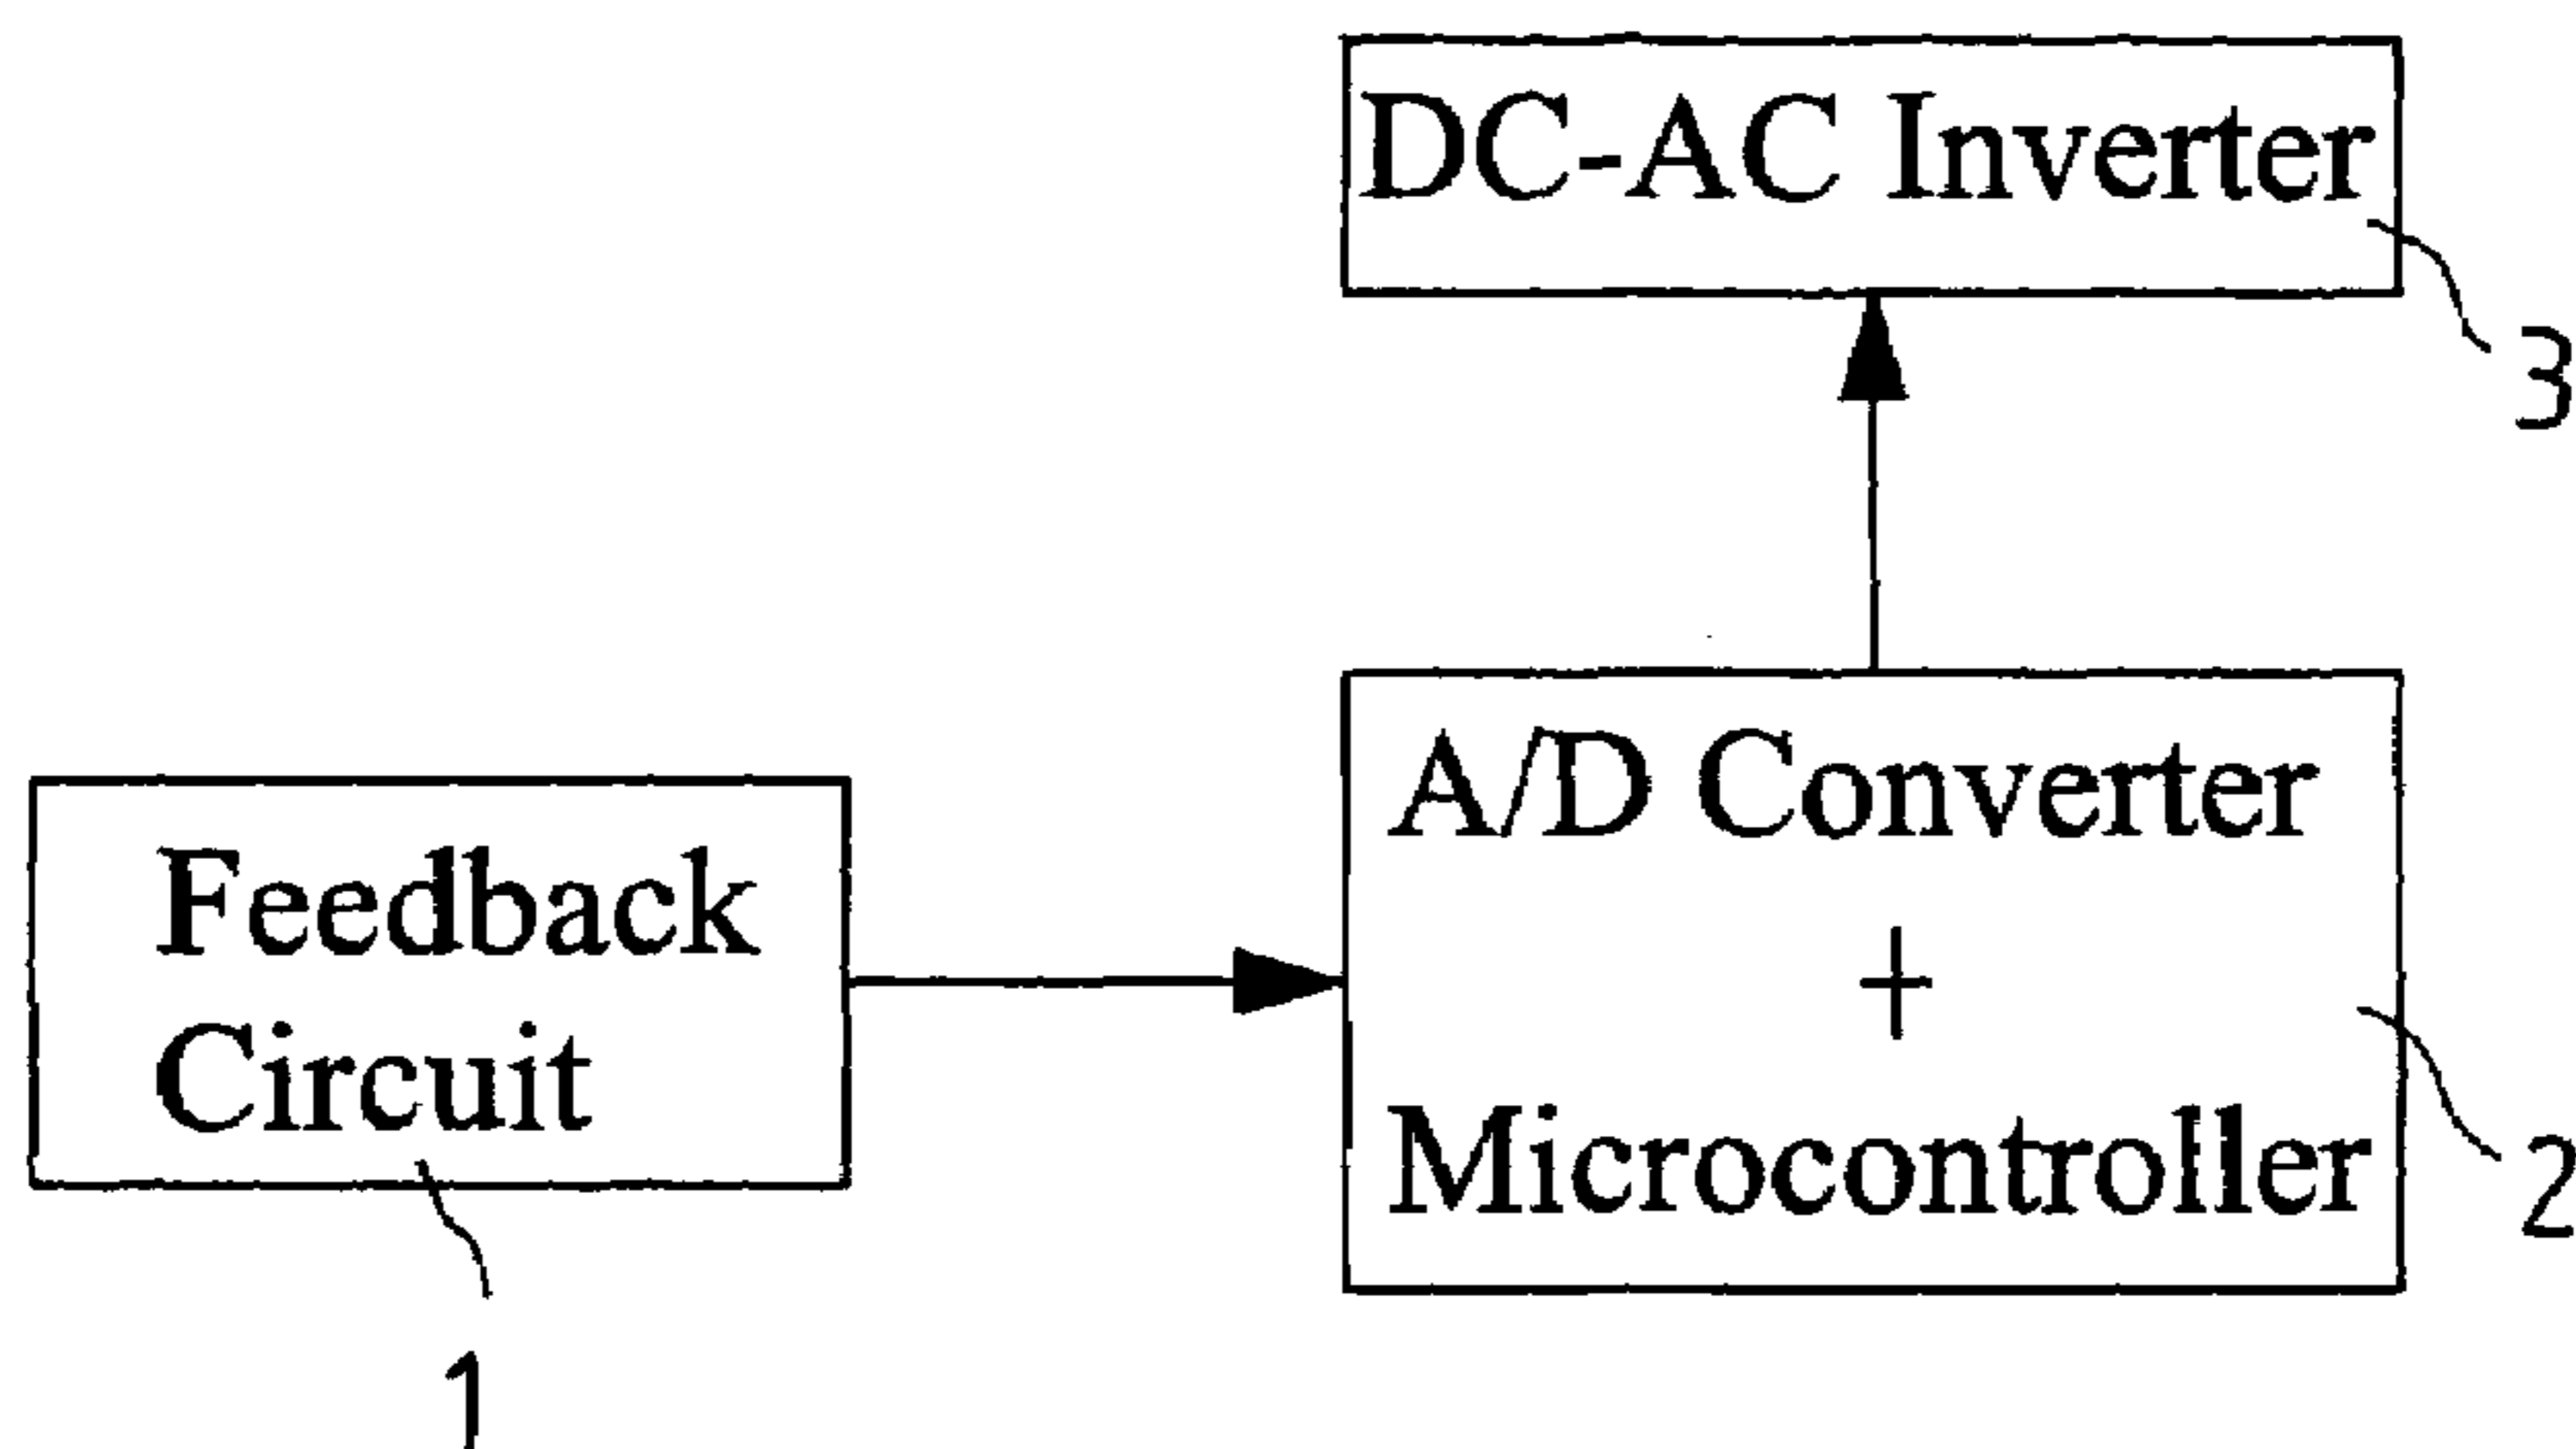 DC-AC Inverter
3
A/D Converter
+
Microcontroller
2
Feedback
Circuit
1